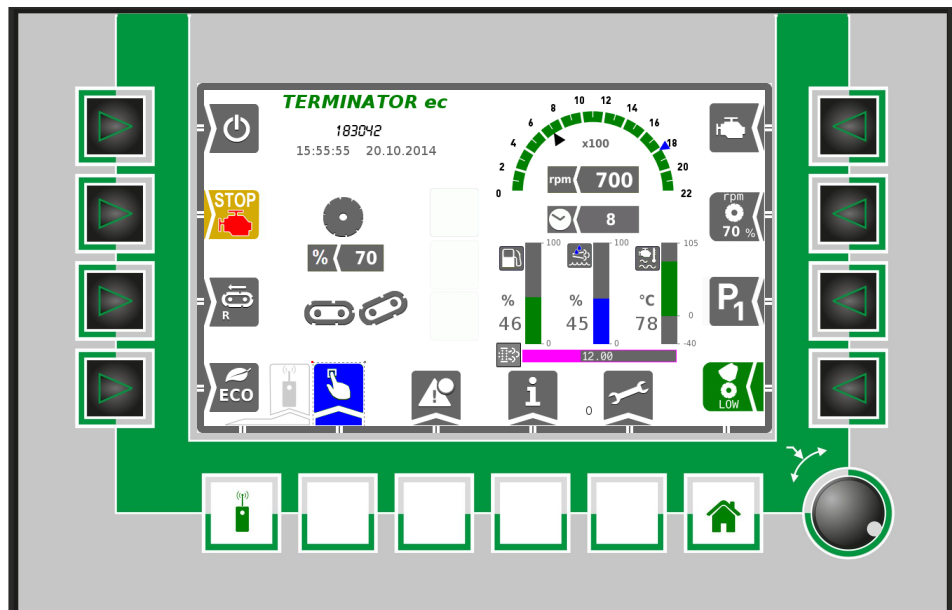 TERMINATOR ec
183042
15:55:55 20.10.2014
STOP
% 70
R
ECO
0 2 4 6 8 10 12 14 16 18 20 22
x100
rpm 700
8
100 100 105
% % °C
46 45 78
0 0 0 -40
12.00
rpm
70 %
P1
LOW
i
0